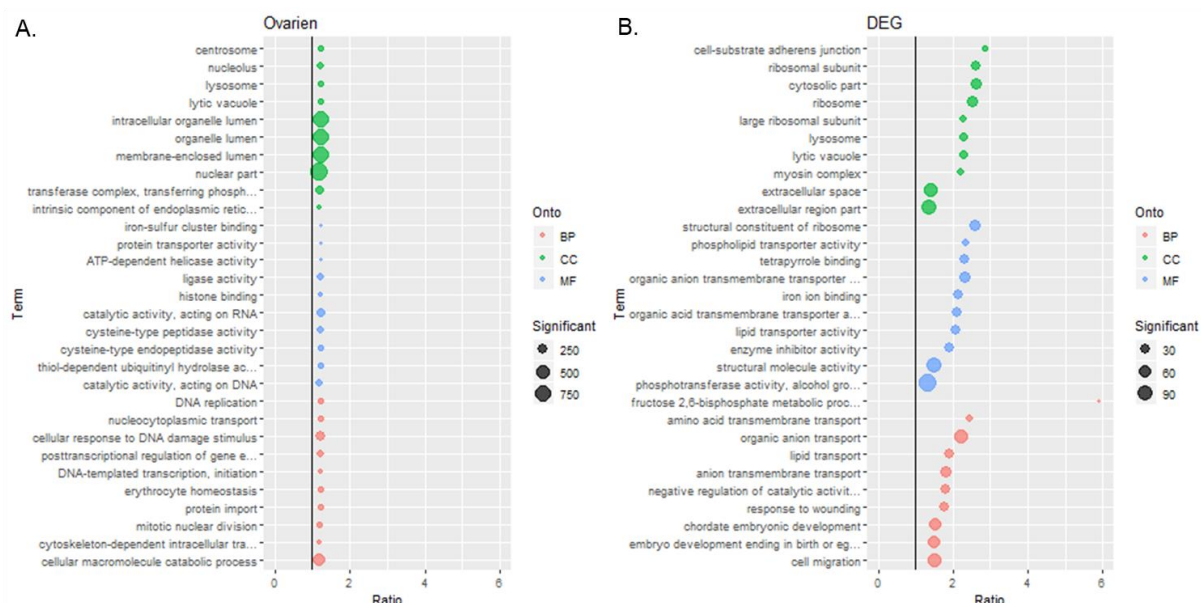 A.
Ovarien
centrosome
nucleolus
lysosome
lytic vacuole
intracellular organelle lumen
organelle lumen
membrane-enclosed lumen
nuclear part
transferase complex, transferring phosph...
intrinsic component of endoplasmic retic...
iron-sulfur cluster binding
protein transporter activity
ATP-dependent helicase activity
ligase activity
histone binding
catalytic activity, acting on RNA
cysteine-type peptidase activity
cysteine-type endopeptidase activity
thiol-dependent ubiquitinyl hydrolase ac...
catalytic activity, acting on DNA
DNA replication
nucleocytoplasmic transport
cellular response to DNA damage stimulus
posttranscriptional regulation of gene e...
DNA-templated transcription, initiation
erythrocyte homeostasis
protein import
mitotic nuclear division
cytoskeleton-dependent intracellular tra...
cellular macromolecule catabolic process
Term
0 2 4 6
Ratio
Onto
BP
CC
MF
Significant
250
500
750
B.
DEG
cell-substrate adherens junction
ribosomal subunit
cytosolic part
ribosome
large ribosomal subunit
lysosome
lytic vacuole
myosin complex
extracellular space
extracellular region part
structural constituent of ribosome
phospholipid transporter activity
tetrapyrrole binding
organic anion transmembrane transporter ...
iron ion binding
organic acid transmembrane transporter a...
lipid transporter activity
enzyme inhibitor activity
structural molecule activity
phosphotransferase activity, alcohol gro...
fructose 2,6-bisphosphate metabolic proc...
amino acid transmembrane transport
organic anion transport
lipid transport
anion transmembrane transport
negative regulation of catalytic activit...
response to wounding
chordate embryonic development
embryo development ending in birth or eg...
cell migration
Term
0 2 4 6
Ratio
Onto
BP
CC
MF
Significant
30
60
90